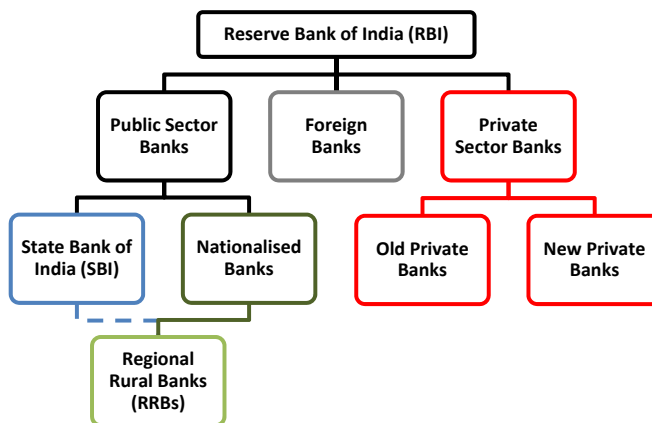 Reserve Bank of India (RBI)
Public Sector
Banks
Foreign
Banks
Private
Sector Banks
State Bank of
India (SBI)
Nationalised
Banks
Old Private
Banks
New Private
Banks
Regional
Rural Banks
(RRBs)